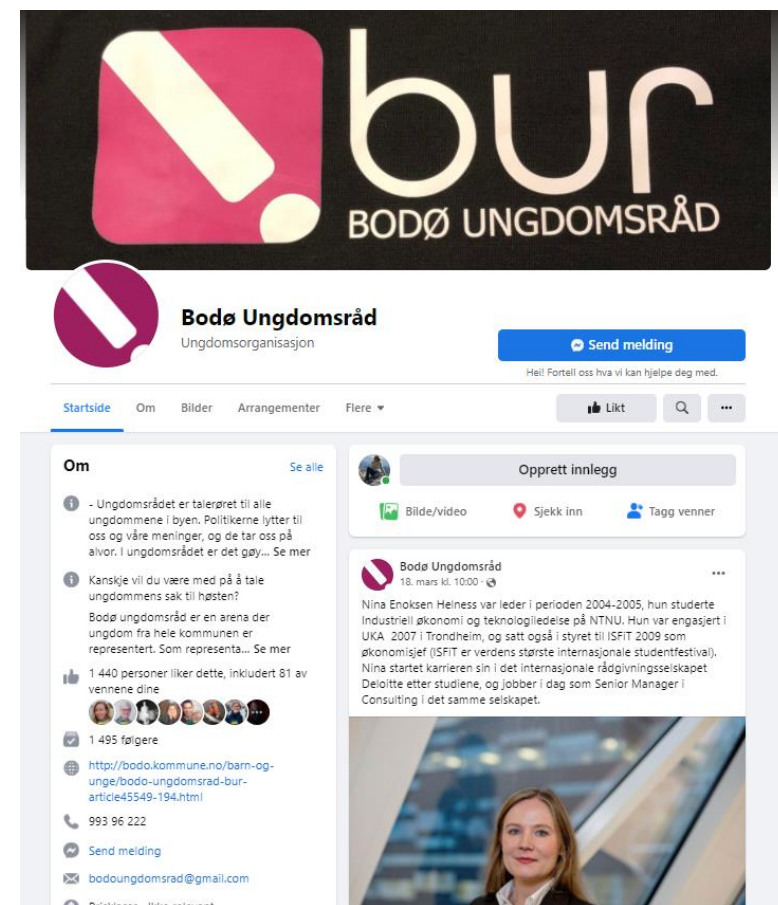 bur
BODØ UNGDOMSRÅD
Bodø Ungdomsråd
Ungdomsorganisasjon
Send melding
Hei! Fortell oss hva vi kan hjelpe deg med.
Startside Om Bilder Arrangementer Flere
Likt
Om
Se alle
- Ungdomsrådet er talerøret til alle
ungdommene i byen. Politikerne lytter til
oss og våre meninger, og de tar oss på
alvor. I ungdomsrådet er det gøy... Se mer
Kanskje vil du være med på å tale
ungdommens sak til høsten?
Bodø ungdomsråd er en arena der
ungdom fra hele kommunen er
representert. Som representa... Se mer
1 440 personer liker dette, inkludert 81 av
vennene dine
1 495 følgere
http://bodo.kommune.no/barn-og-
unge/bodo-ungdomsrad-bur-
article45549-194.html
993 96 222
Send melding
bodoungdomsrad@gmail.com
Opprett innlegg
Bilde/video
Sjekk inn
Tagg venner
Bodø Ungdomsråd
18. mars kl. 10:00 ·
Nina Enoksen Helness var leder i perioden 2004-2005, hun studerte
Industriell økonomi og teknologiledelse på NTNU. Hun var engasjert i
UKA 2007 i Trondheim, og satt også i styret til ISFiT 2009 som
økonomisjef (ISFiT er verdens største internasjonale studentfestival).
Nina startet karrieren sin i det internasjonale rådgivningsselskapet
Deloitte etter studiene, og jobber i dag som Senior Manager i
Consulting i det samme selskapet.